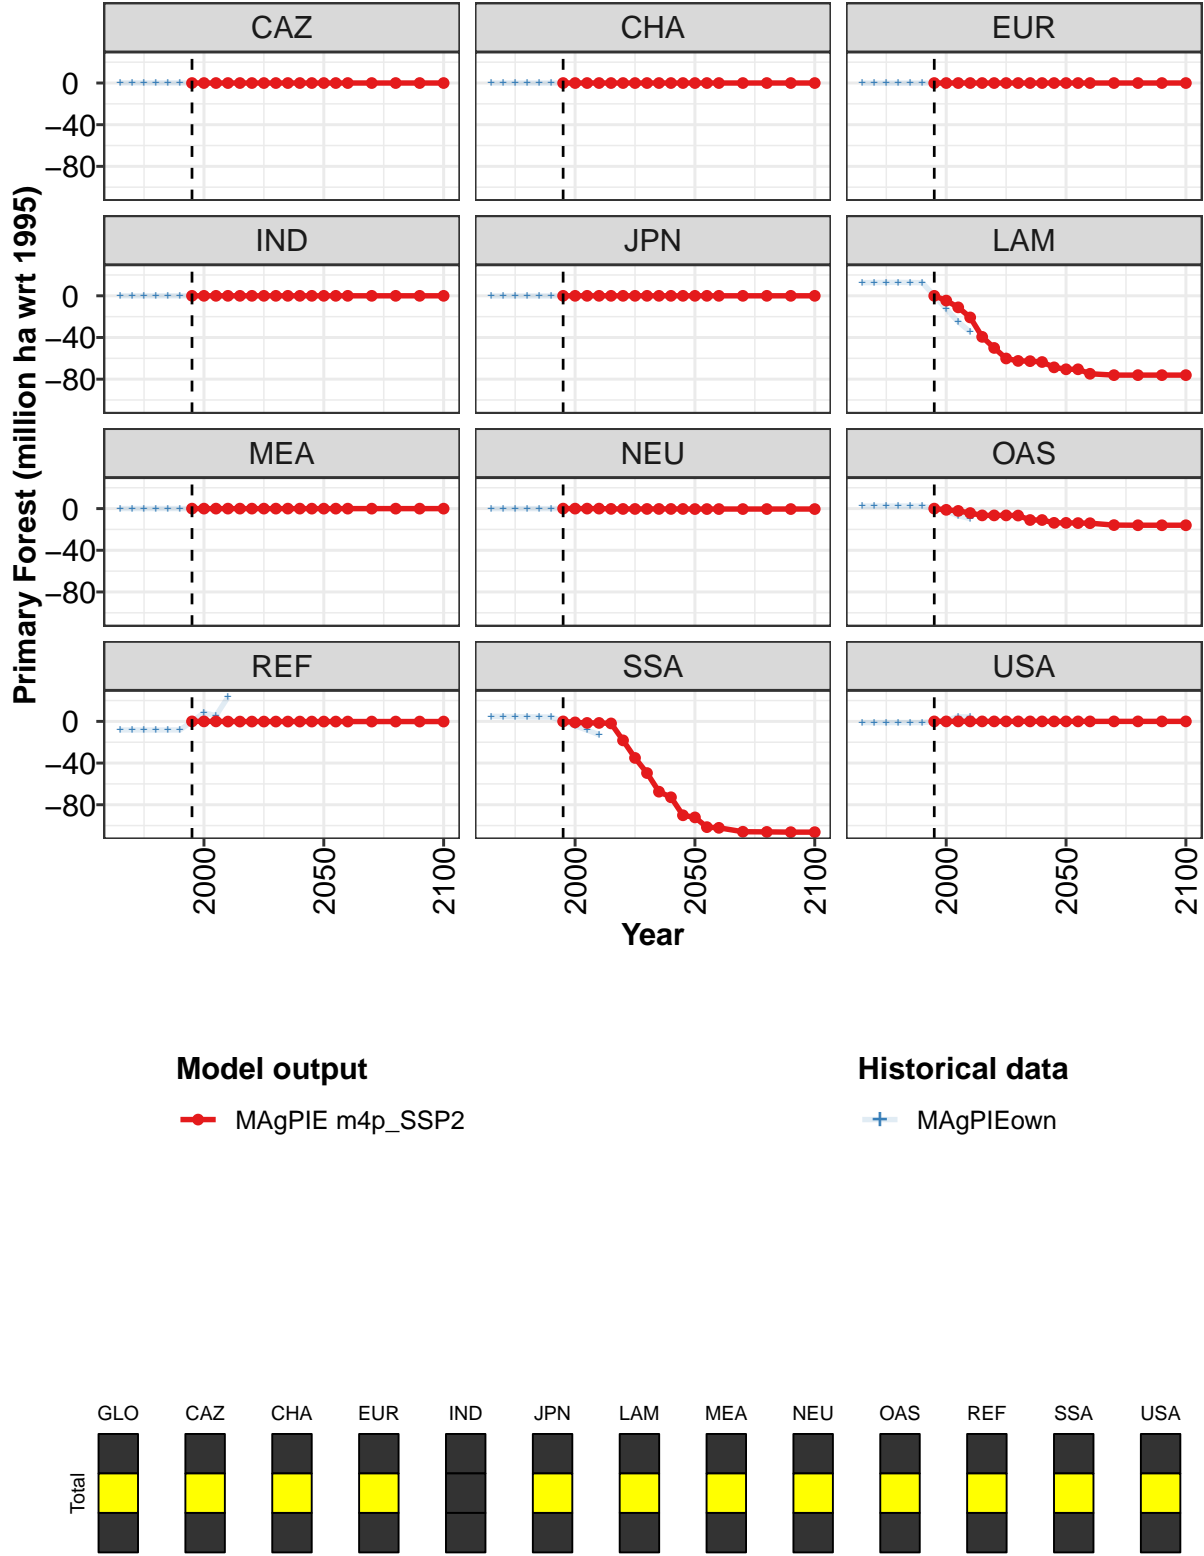 CAZ CHA EUR
0
−40
−80
IND JPN LAM
0
−40
−80
MEA NEU OAS
0
−40
−80
REF SSA USA
0
−40
−80
Primary Forest (million ha wrt 1995)
2000 2050 2100 2000 2050 2100 2000 2050 2100
Year
Model output Historical data
MAgPIE m4p_SSP2 MAgPIEown
GLO CAZ CHA EUR IND JPN LAM MEA NEU OAS REF SSA USA
Total